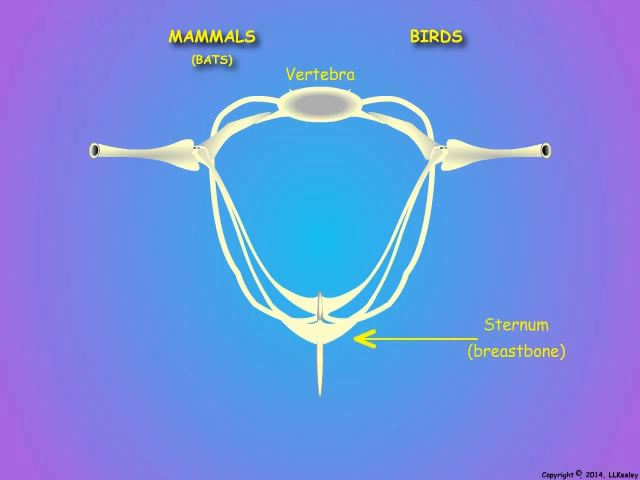 MAMMALS
(BATS)
BIRDS
Vertebra
Sternum
(breastbone)
Copyright ©, 2014, LLKeeley